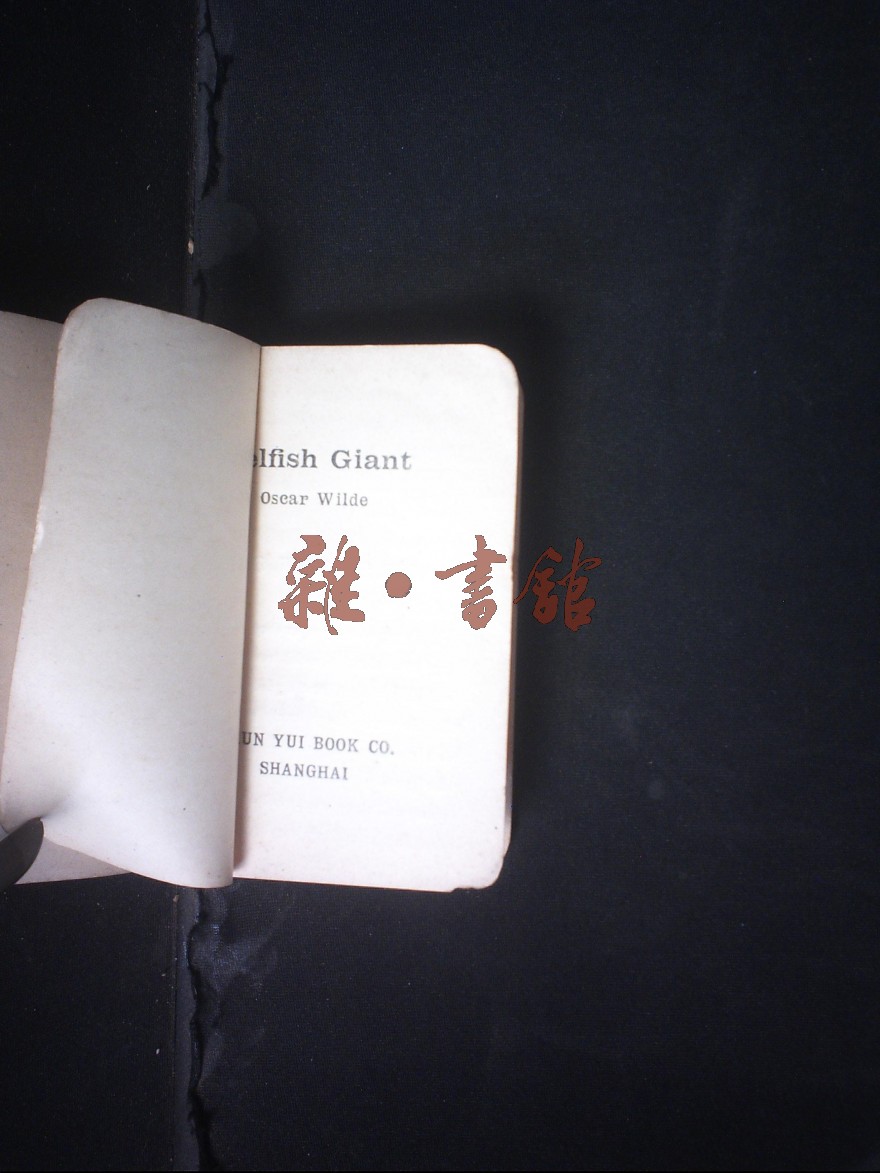 elfish Giant
Oscar Wilde
雜·書館
UN YUI BOOK CO.
SHANGHAI